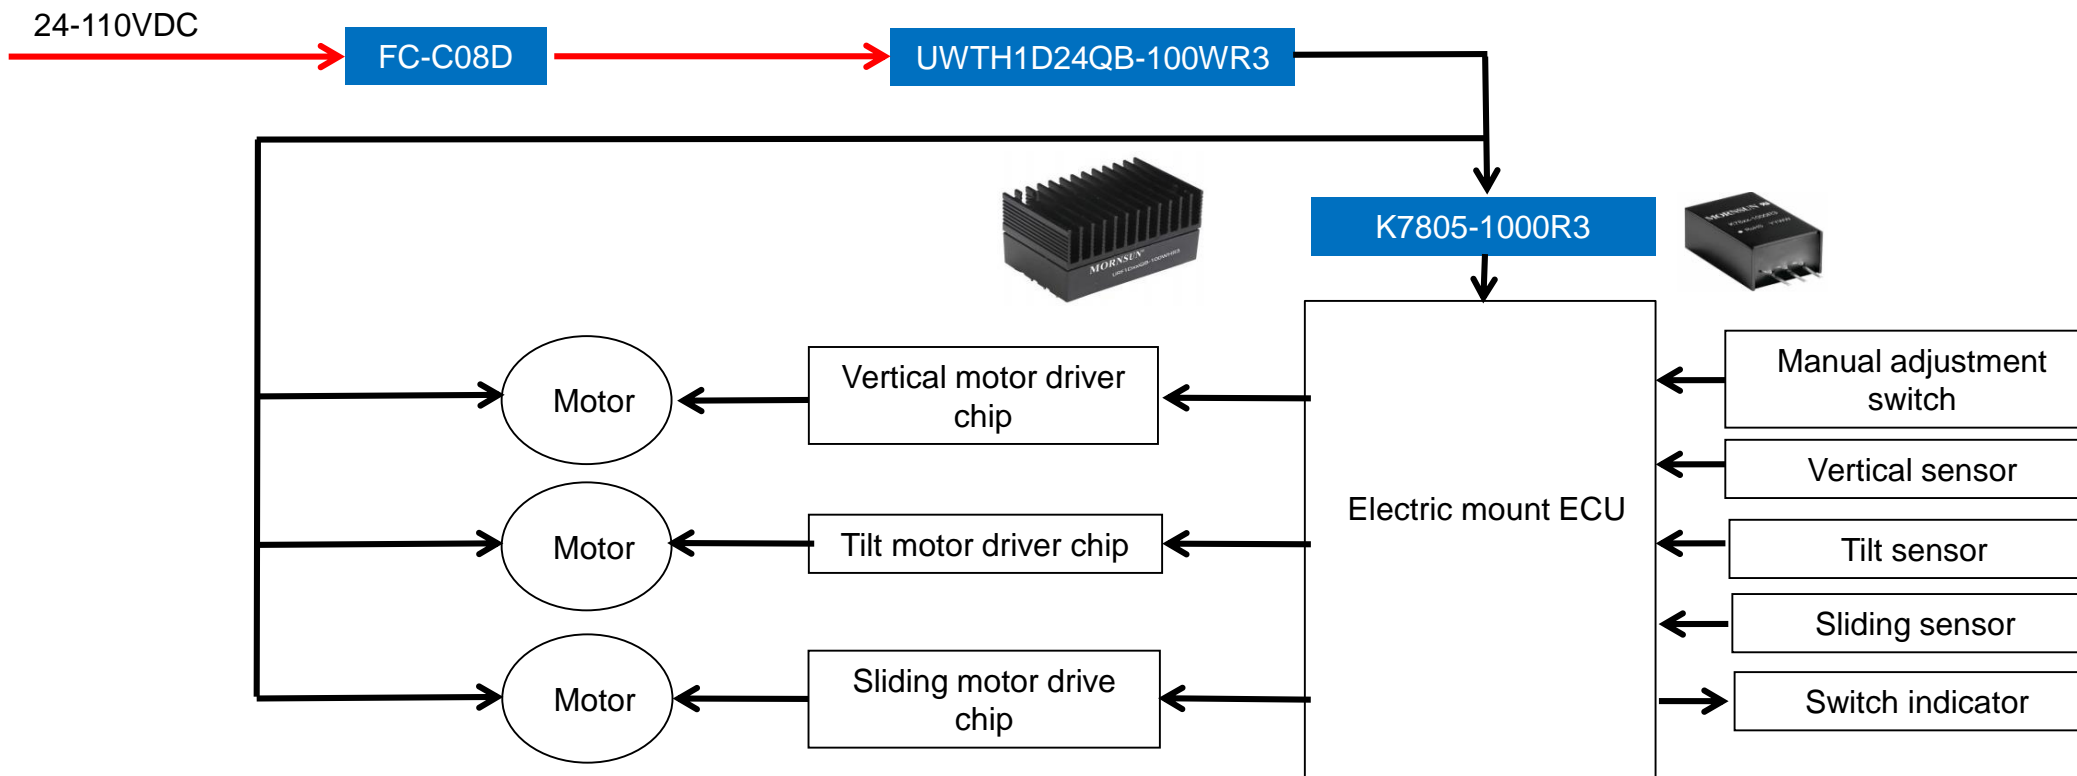 24-110VDC
FC-C08D
UWTH1D24QB-100WR3
K7805-1000R3
MORNSUN
MORNSUN
Vertical motor driver
chip
Motor
Manual adjustment
switch
Vertical sensor
Electric mount ECU
Motor
Tilt motor driver chip
Tilt sensor
Sliding sensor
Motor
Sliding motor drive
chip
Switch indicator